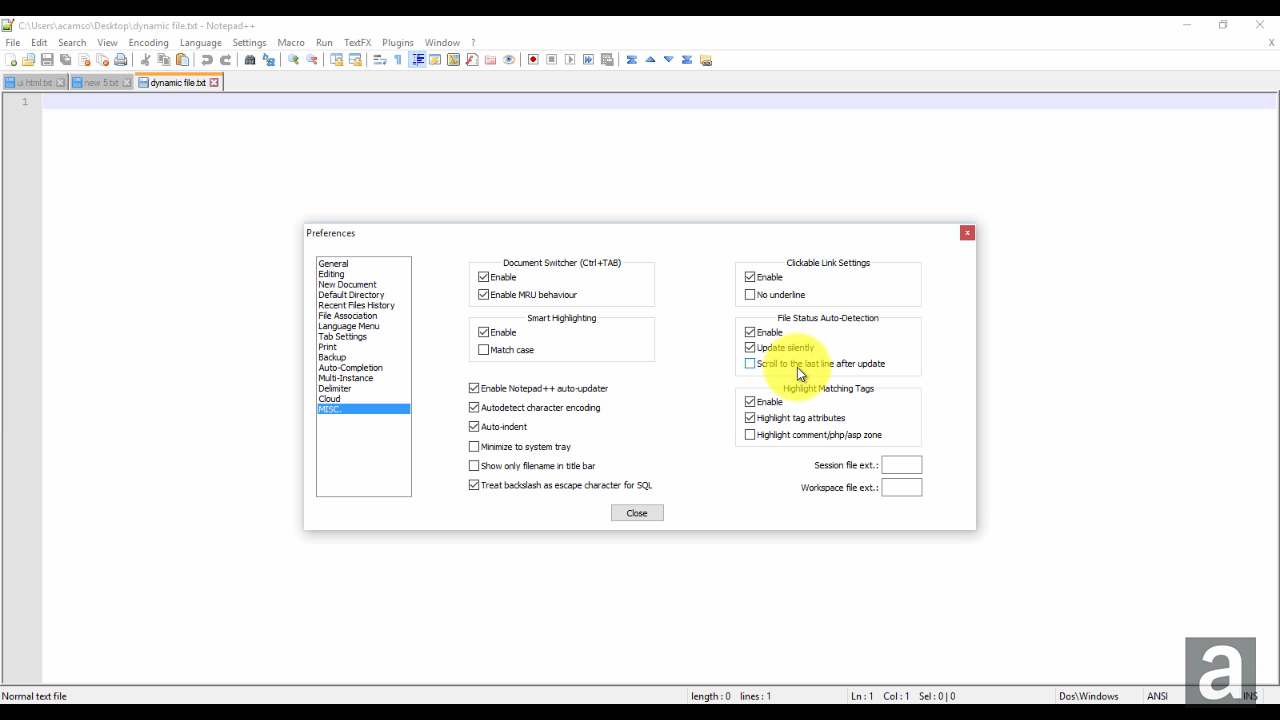 C:\Users\acamso\Desktop\dynamic file.txt - Notepad++
File Edit Search View Encoding Language Settings Macro Run TextFX Plugins Window ? X
ui html.txt new 5.txt dynamic file.txt
1
Preferences
General
Editing
New Document
Default Directory
Recent Files History
File Association
Language Menu
Tab Settings
Print
Backup
Auto-Completion
Multi-Instance
Delimiter
Cloud
MISC.
Document Switcher (Ctrl+TAB)
Enable
Enable MRU behaviour
Smart Highlighting
Enable
Match case
Enable Notepad++ auto-updater
Autodetect character encoding
Auto-indent
Minimize to system tray
Show only filename in title bar
Treat backslash as escape character for SQL
Clickable Link Settings
Enable
No underline
File Status Auto-Detection
Enable
Update silently
Scroll to the last line after update
Highlight Matching Tags
Enable
Highlight tag attributes
Highlight comment/php/asp zone
Session file ext.:
Workspace file ext.:
Close
Normal text file length : 0 lines : 1 Ln : 1 Col : 1 Sel : 0 | 0 Dos\Windows ANSI INS
a